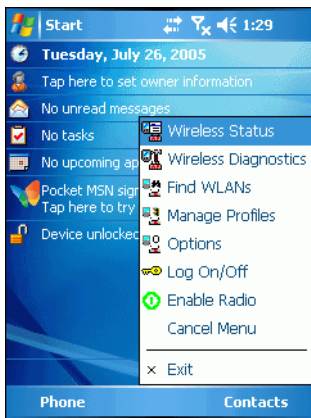 Start 1:29
Tuesday, July 26, 2005
Tap here to set owner information
No unread messages
No tasks
No upcoming ap
Pocket MSN sign
Tap here to try
Device unlocked
Wireless Status
Wireless Diagnostics
Find WLANs
Manage Profiles
Options
Log On/Off
Enable Radio
Cancel Menu
Exit
Phone Contacts